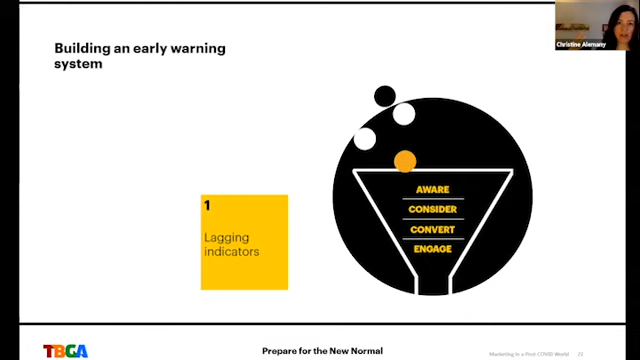 Building an early warning
system
Christine Alemany
1
Lagging
indicators
AWARE
CONSIDER
CONVERT
ENGAGE
TBGA
Prepare for the New Normal
Marketing In a Post-COVID World
21